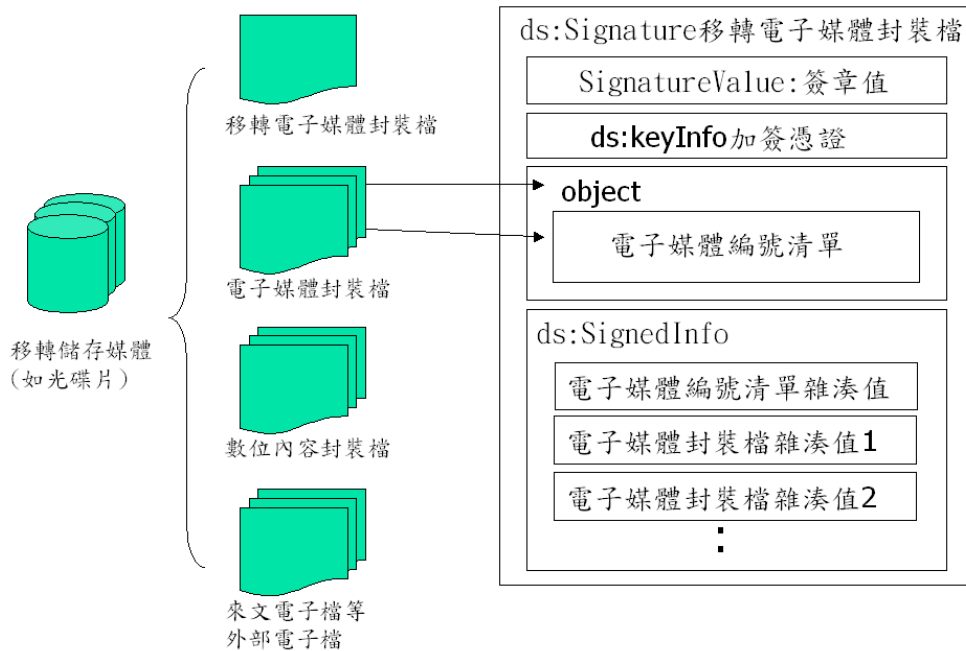 移轉儲存媒體
(如光碟片)
移轉電子媒體封裝檔
電子媒體封裝檔
數位內容封裝檔
來文電子檔等
外部電子檔
ds:Signature移轉電子媒體封裝檔
SignatureValue:簽章值
ds:keyInfo加簽憑證
object
電子媒體編號清單
ds:SignedInfo
電子媒體編號清單雜湊值
電子媒體封裝檔雜湊值1
電子媒體封裝檔雜湊值2
: